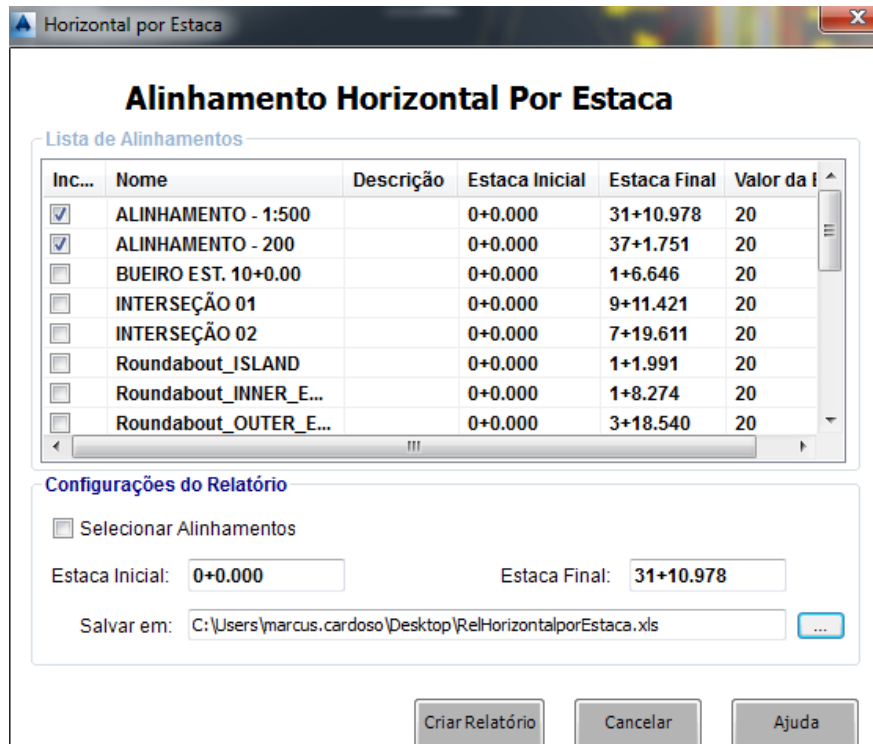 Horizontal por Estaca
Alinhamento Horizontal Por Estaca
Lista de Alinhamentos
Inc... Nome Descrição Estaca Inicial Estaca Final Valor da E
ALINHAMENTO - 1:500 0+0.000 31+10.978 20
ALINHAMENTO - 200 0+0.000 37+1.751 20
BUEIRO EST. 10+0.00 0+0.000 1+6.646 20
INTERSEÇÃO 01 0+0.000 9+11.421 20
INTERSEÇÃO 02 0+0.000 7+19.611 20
Roundabout_ISLAND 0+0.000 1+1.991 20
Roundabout_INNER_E... 0+0.000 1+8.274 20
Roundabout_OUTER_E... 0+0.000 3+18.540 20
Configurações do Relatório
Selecionar Alinhamentos
Estaca Inicial: 0+0.000 Estaca Final: 31+10.978
Salvar em: C:\Users\marcus.cardoso\Desktop\RelHorizontalporEstaca.xls ...
Criar Relatório Cancelar Ajuda